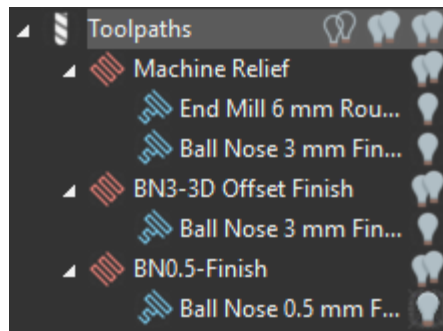 Toolpaths
Machine Relief
End Mill 6 mm Rou...
Ball Nose 3 mm Fin...
BN3-3D Offset Finish
Ball Nose 3 mm Fin...
BN0.5-Finish
Ball Nose 0.5 mm F...